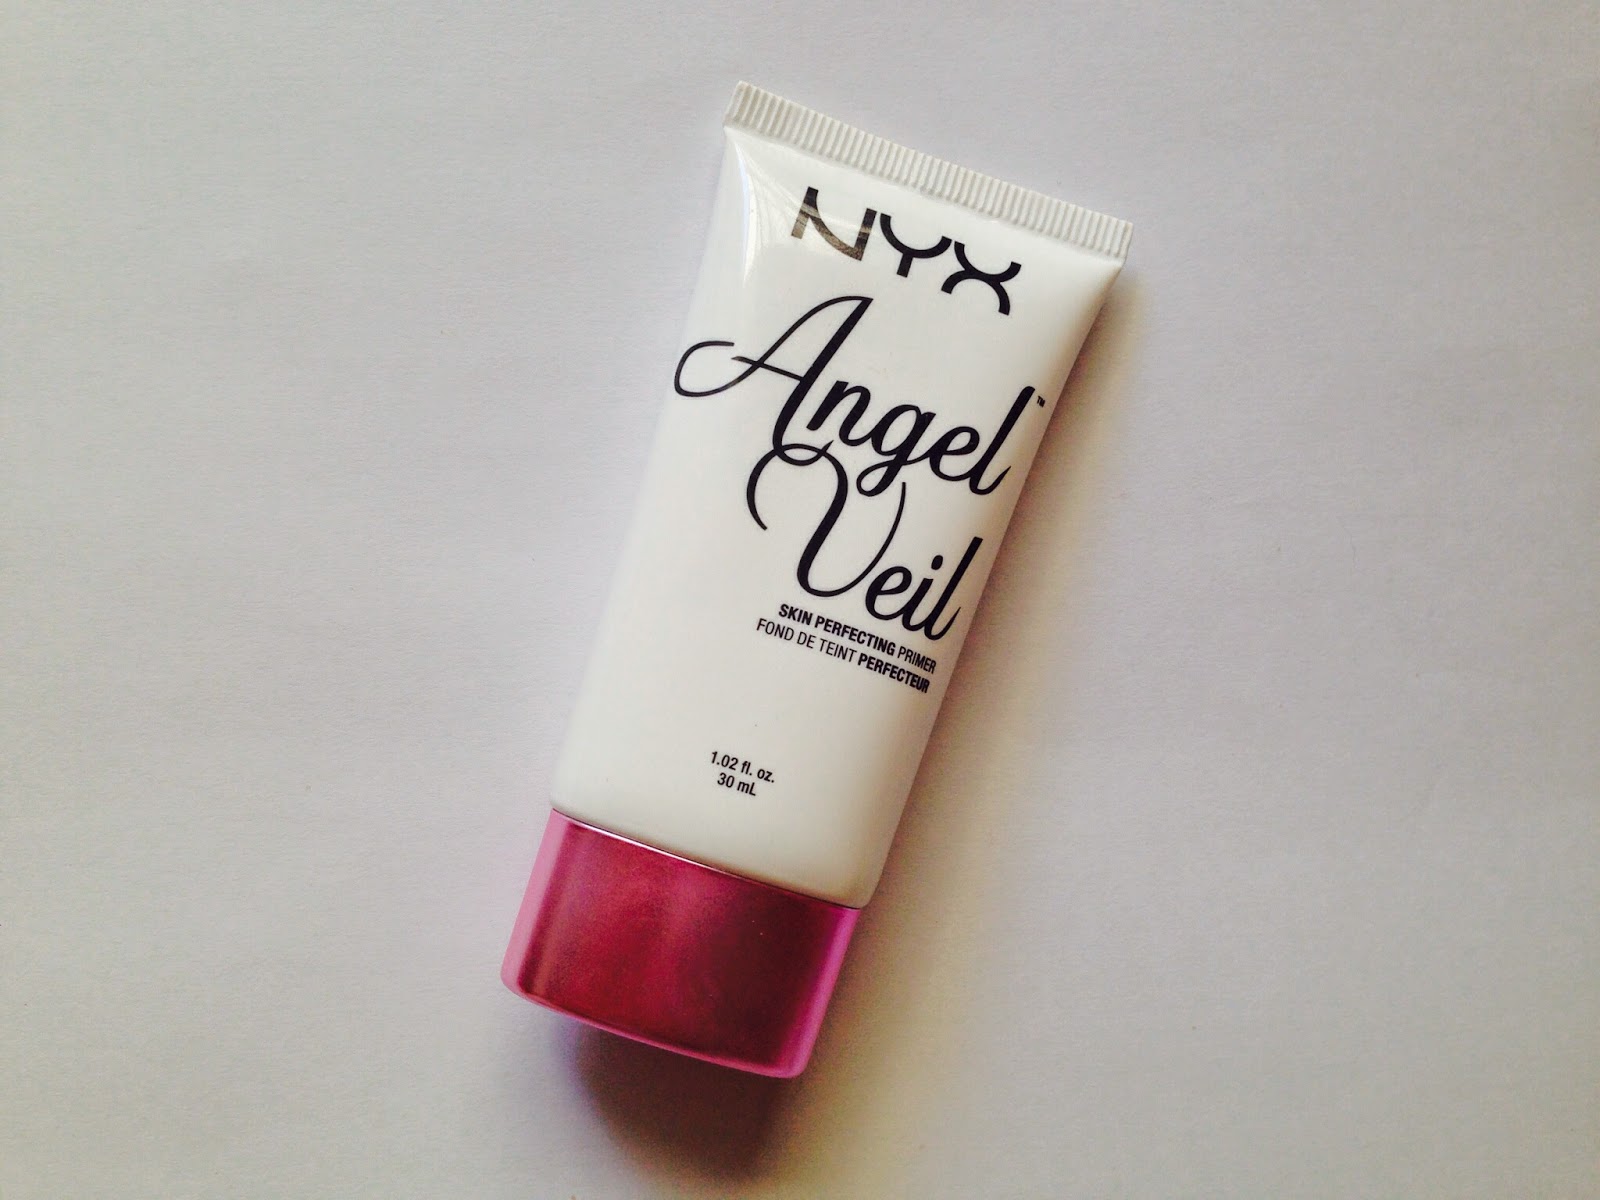 NYX
Angel™
Veil
SKIN PERFECTING PRIMER
FOND DE TEINT PERFECTEUR
1.02 fl. oz.
30 mL